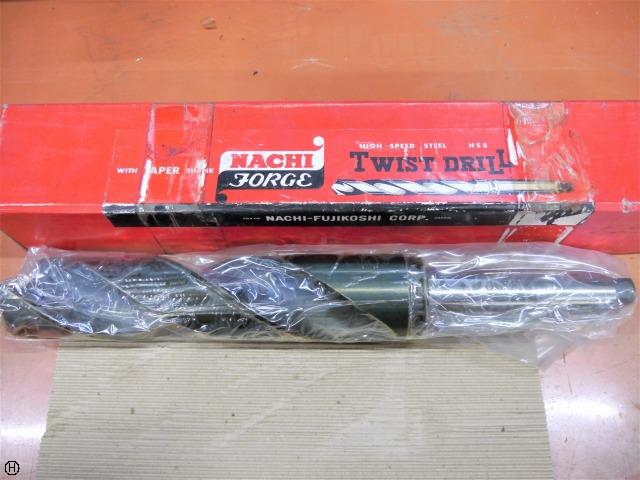 HIGH-SPEED STEEL HSS
NACHI
TWIST DRILL
WITH TAPER SHANK
FORGE
NACHI-FUJIKOSHI CORP.
H